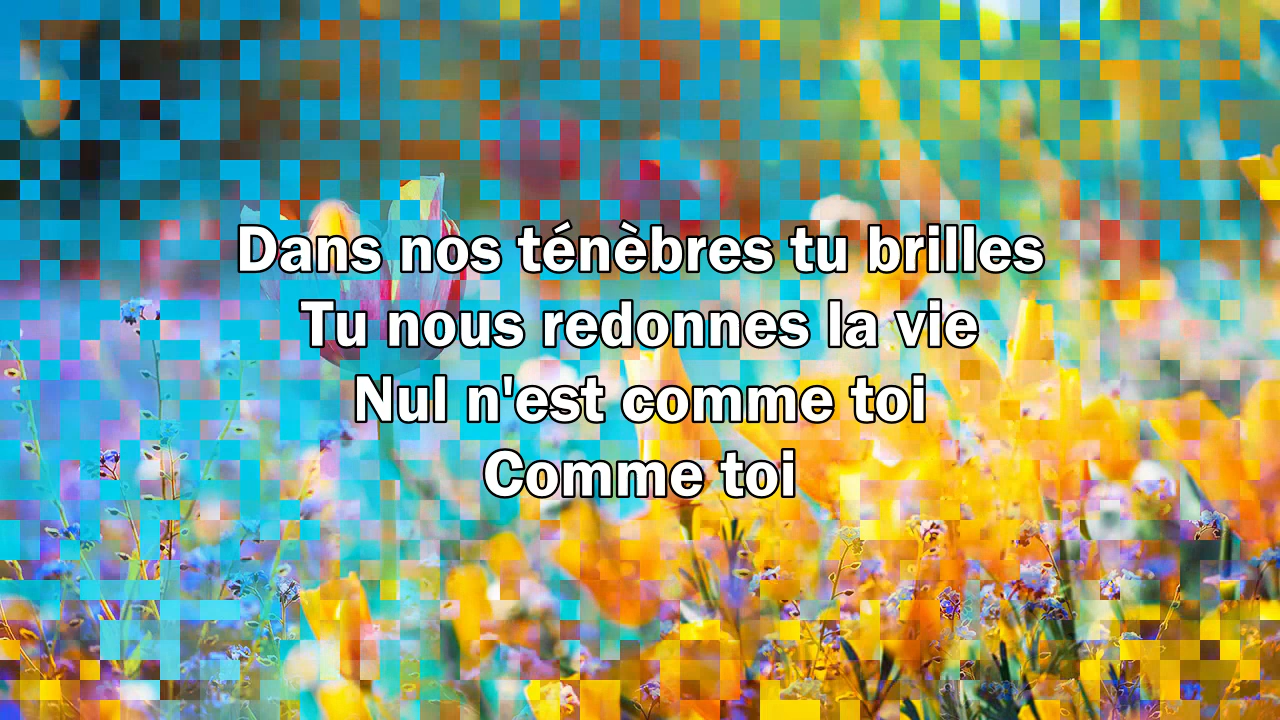 Dans nos ténèbres tu brilles
Tu nous redonnes la vie
Nul n'est comme toi
Comme toi